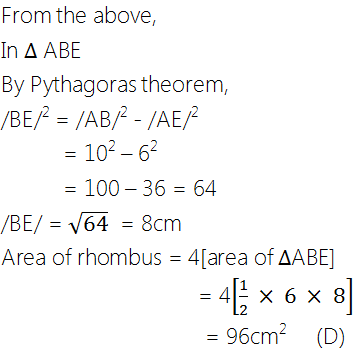 From the above,
In Δ ABE
By Pythagoras theorem,
/BE/² = /AB/² - /AE/²
= 10² – 6²
= 100 – 36 = 64
/BE/ = √64 = 8cm
Area of rhombus = 4[area of ΔABE]
= 4[1/2 × 6 × 8]
= 96cm² (D)